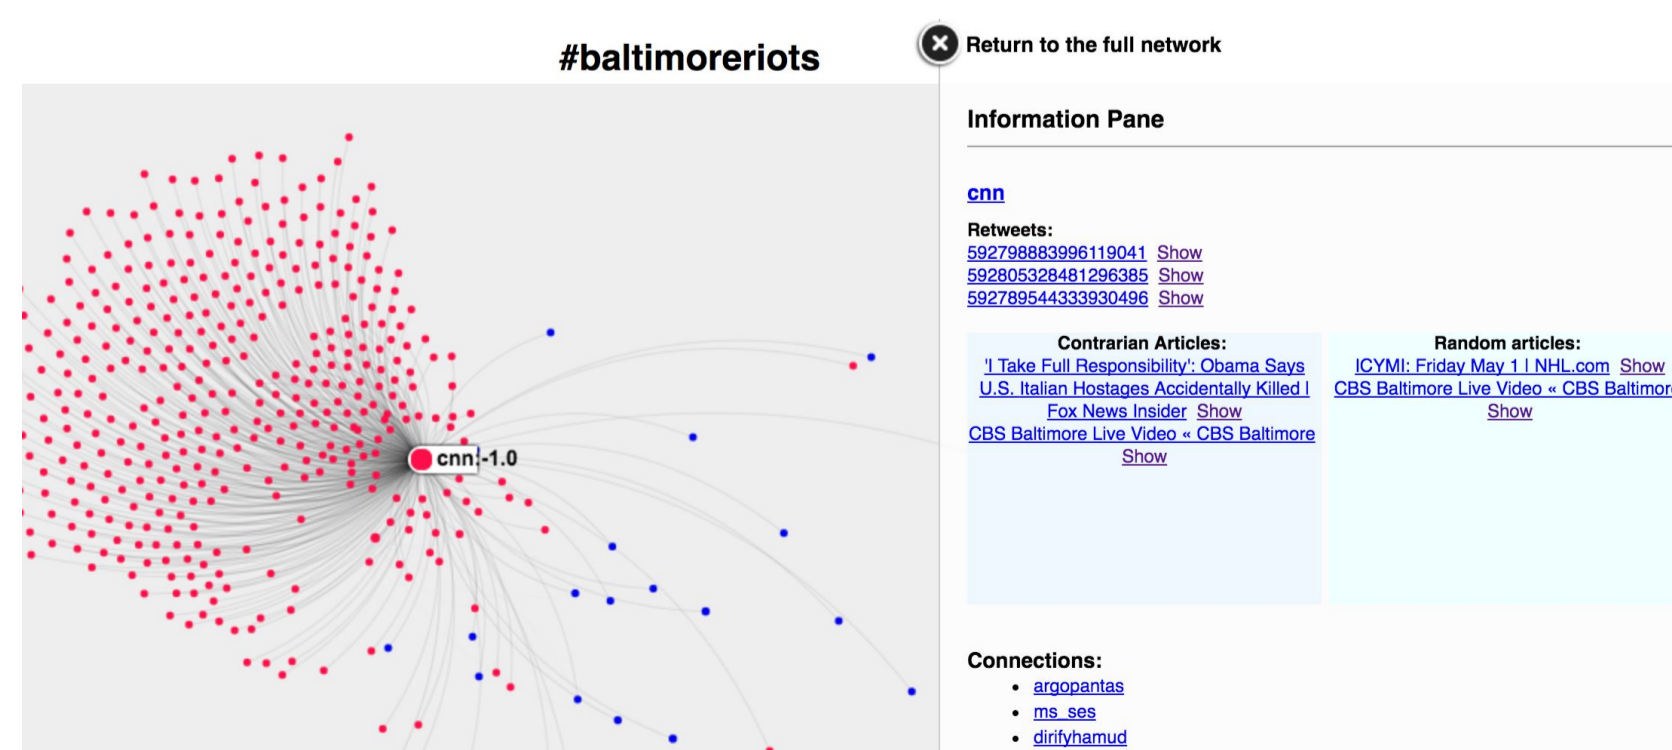 #baltimoreriots
Return to the full network
cnn:-1.0
Information Pane
cnn
Retweets:
592798883996119041 Show
592805328481296385 Show
592789544333930496 Show
Contrarian Articles:
'I Take Full Responsibility': Obama Says
U.S. Italian Hostages Accidentally Killed |
Fox News Insider Show
CBS Baltimore Live Video « CBS Baltimore
Show
Random articles:
ICYMI: Friday May 1 | NHL.com Show
CBS Baltimore Live Video « CBS Baltimore
Show
Connections:
• argopantas
• ms_ses
• dirifyhamud